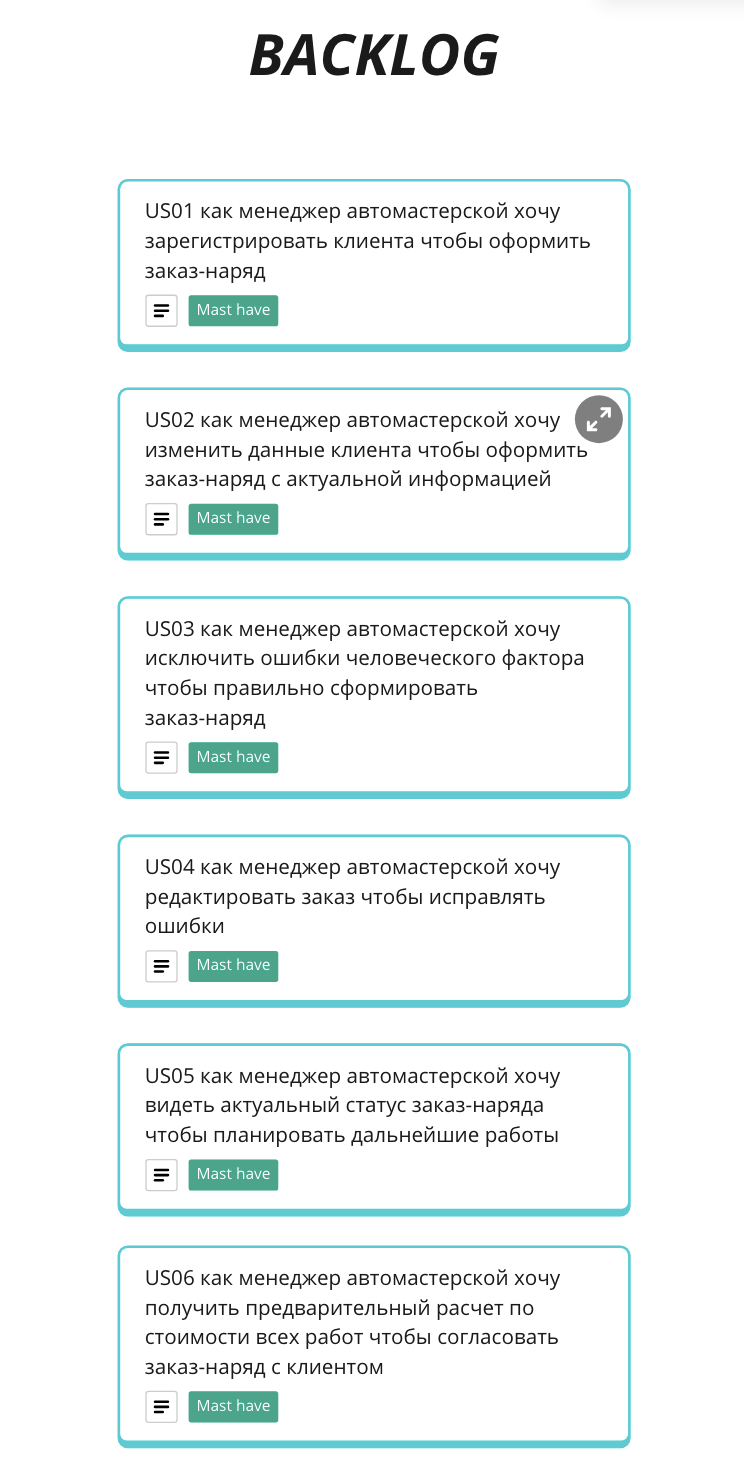 BACKLOG
US01 как менеджер автомастерской хочу
зарегистрировать клиента чтобы оформить
заказ-наряд
Mast have
US02 как менеджер автомастерской хочу
изменить данные клиента чтобы оформить
заказ-наряд с актуальной информацией
Mast have
US03 как менеджер автомастерской хочу
исключить ошибки человеческого фактора
чтобы правильно сформировать
заказ-наряд
Mast have
US04 как менеджер автомастерской хочу
редактировать заказ чтобы исправлять
ошибки
Mast have
US05 как менеджер автомастерской хочу
видеть актуальный статус заказ-наряда
чтобы планировать дальнейшие работы
Mast have
US06 как менеджер автомастерской хочу
получить предварительный расчет по
стоимости всех работ чтобы согласовать
заказ-наряд с клиентом
Mast have